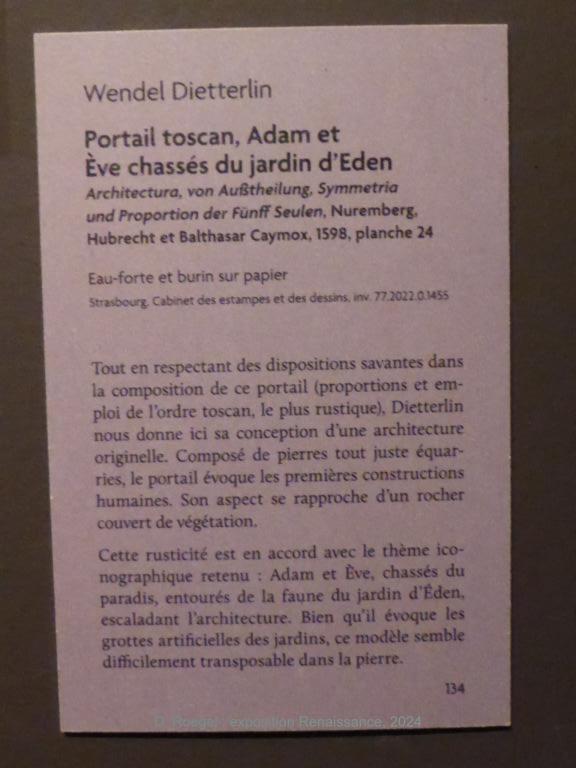 Wendel Dietterlin
Portail toscan, Adam et
Ève chassés du jardin d'Eden
Architectura, von Außtheilung, Symmetria
und Proportion der Fünff Seulen, Nuremberg,
Hubrecht et Balthasar Caymox, 1598, planche 24
Eau-forte et burin sur papier
Strasbourg, Cabinet des estampes et des dessins, inv. 77.2022.0.1455
Tout en respectant des dispositions savantes dans
la composition de ce portail (proportions et em-
ploi de l'ordre toscan, le plus rustique), Dietterlin
nous donne ici sa conception d'une architecture
originelle. Composé de pierres tout juste équar-
ries, le portail évoque les premières constructions
humaines. Son aspect se rapproche d'un rocher
couvert de végétation.
Cette rusticité est en accord avec le thème ico-
nographique retenu : Adam et Ève, chassés du
paradis, entourés de la faune du jardin d'Éden,
escaladant l'architecture. Bien qu'il évoque les
grottes artificielles des jardins, ce modèle semble
difficilement transposable dans la pierre.
134
D. Roegel : exposition Renaissance, 2024